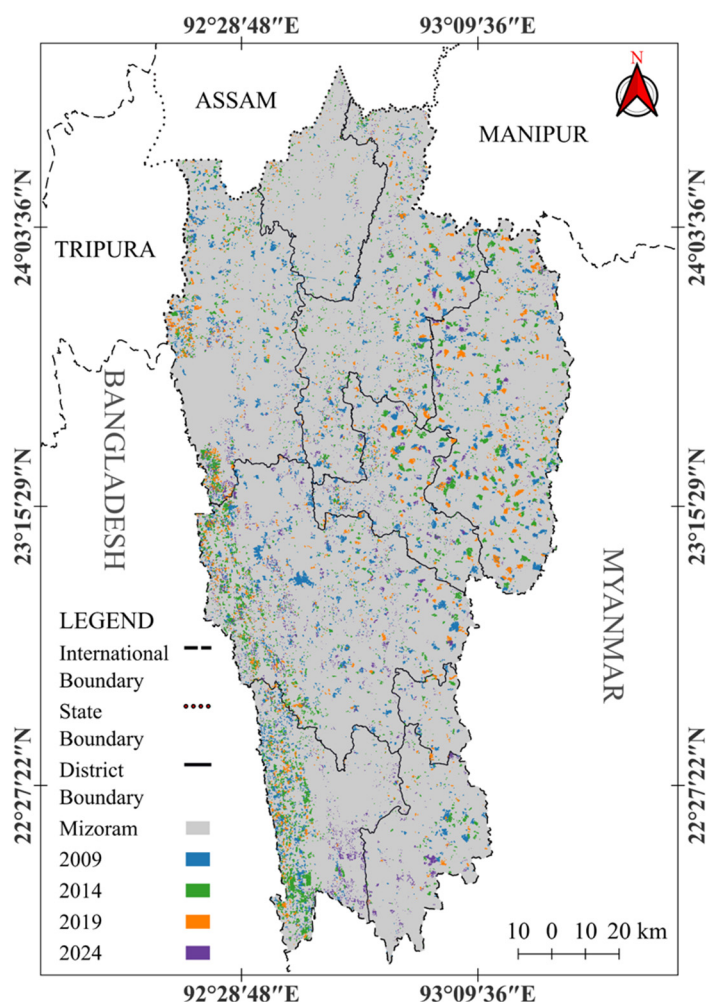 92°28′48″E 93°09′36″E
N
ASSAM
MANIPUR
24°03′36″N
24°03′36″N
TRIPURA
BANGLADESH
23°15′29″N
23°15′29″N
MYANMAR
LEGEND
International
Boundary
State
Boundary
District
Boundary
Mizoram
2009
2014
2019
2024
22°27′22″N
22°27′22″N
10 0 10 20 km
92°28′48″E 93°09′36″E